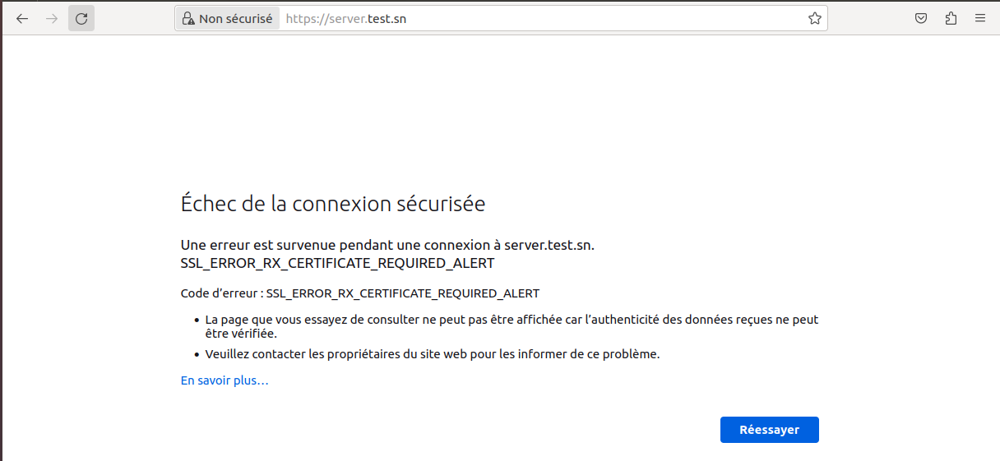 Non sécurisé https://server.test.sn
Échec de la connexion sécurisée
Une erreur est survenue pendant une connexion à server.test.sn.
SSL_ERROR_RX_CERTIFICATE_REQUIRED_ALERT
Code d’erreur : SSL_ERROR_RX_CERTIFICATE_REQUIRED_ALERT
• La page que vous essayez de consulter ne peut pas être affichée car l’authenticité des données reçues ne peut
être vérifiée.
• Veuillez contacter les propriétaires du site web pour les informer de ce problème.
En savoir plus…
Réessayer